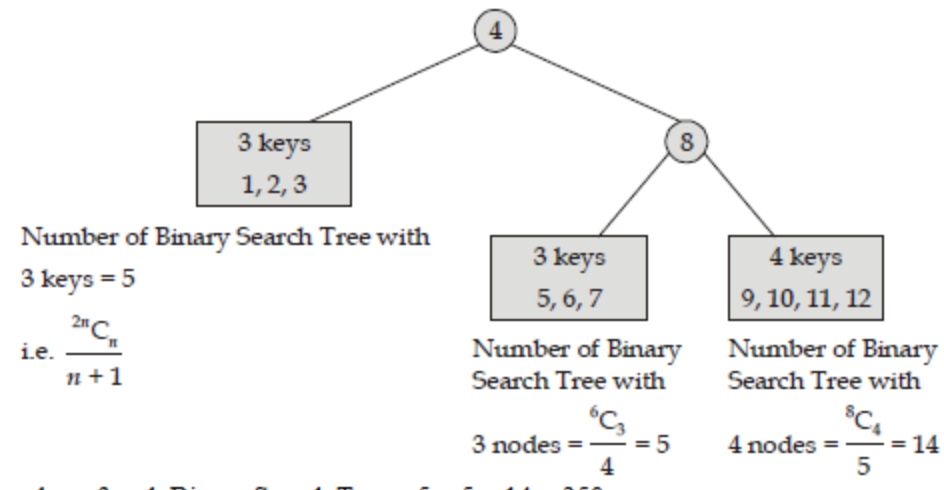 4
3 keys
1, 2, 3
8
Number of Binary Search Tree with
3 keys = 5
i.e. ²ⁿCₙ / n + 1
3 keys
5, 6, 7
4 keys
9, 10, 11, 12
Number of Binary
Search Tree with
3 nodes = ⁶C₃ / 4 = 5
Number of Binary
Search Tree with
4 nodes = ⁸C₄ / 5 = 14